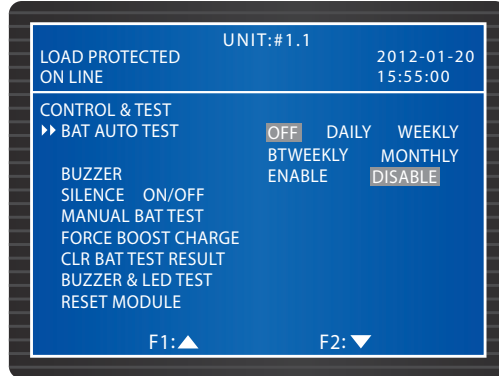 UNIT:#1.1
LOAD PROTECTED 2012-01-20
ON LINE 15:55:00
CONTROL & TEST
BAT AUTO TEST OFF DAILY WEEKLY
BTWEEKLY MONTHLY
BUZZER ENABLE DISABLE
SILENCE ON/OFF
MANUAL BAT TEST
FORCE BOOST CHARGE
CLR BAT TEST RESULT
BUZZER & LED TEST
RESET MODULE
F1:▲ F2:▼